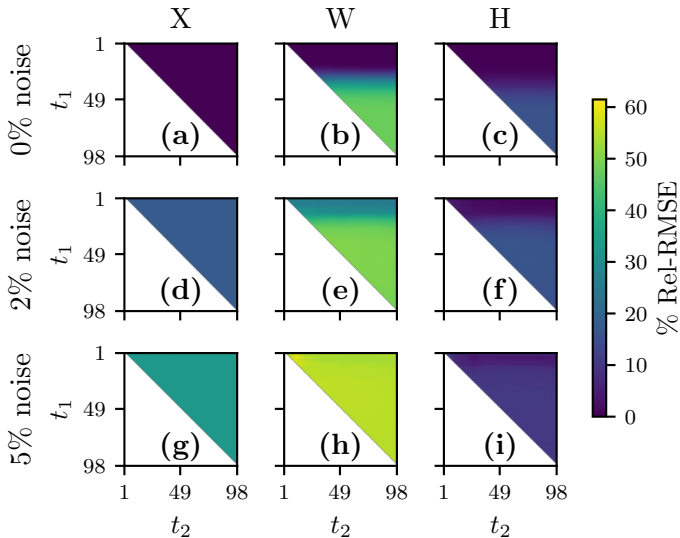 X W H
0% noise
t₁
1
49
98
(a) (b) (c)
2% noise
t₁
1
49
98
(d) (e) (f)
5% noise
t₁
1
49
98
(g) (h) (i)
1 49 98 1 49 98 1 49 98
t₂ t₂ t₂
60
50
40
30
20
10
0
% Rel-RMSE